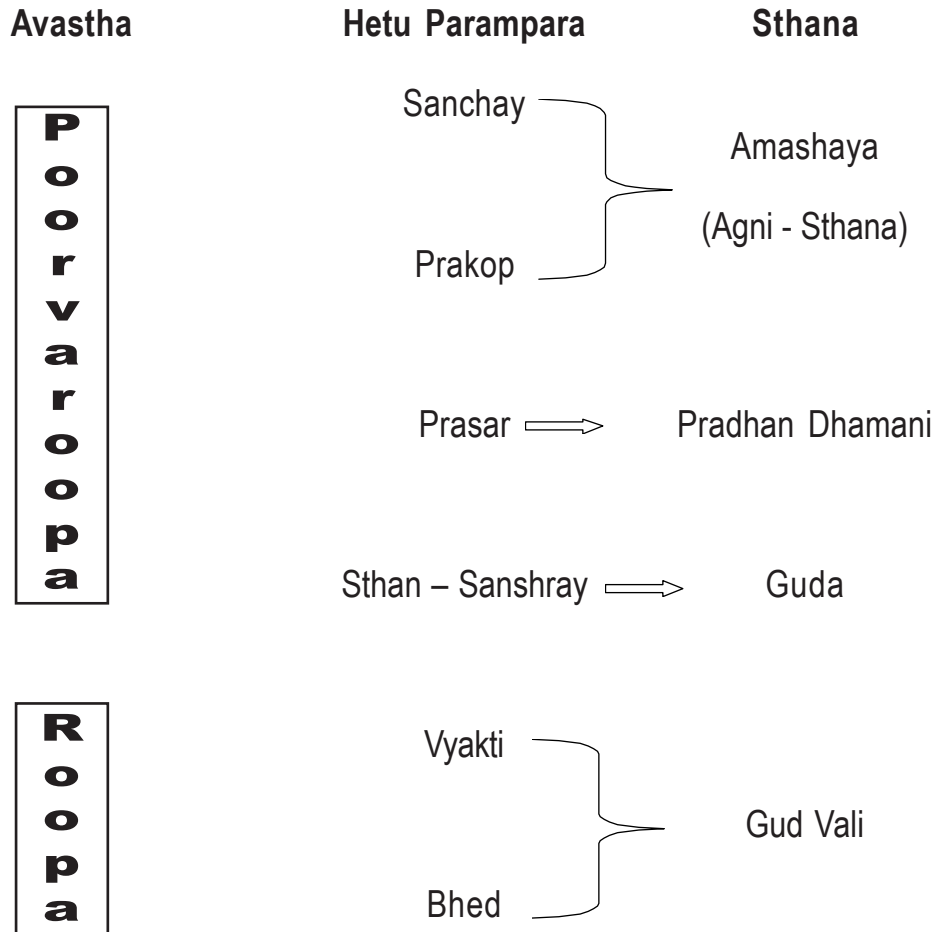 Avastha Hetu Parampara Sthana
Poorvaroopa
Sanchay
Amashaya
(Agni - Sthana)
Prakop
Prasar Pradhan Dhamani
Sthan – Sanshray Guda
Roopa
Vyakti
Gud Vali
Bhed